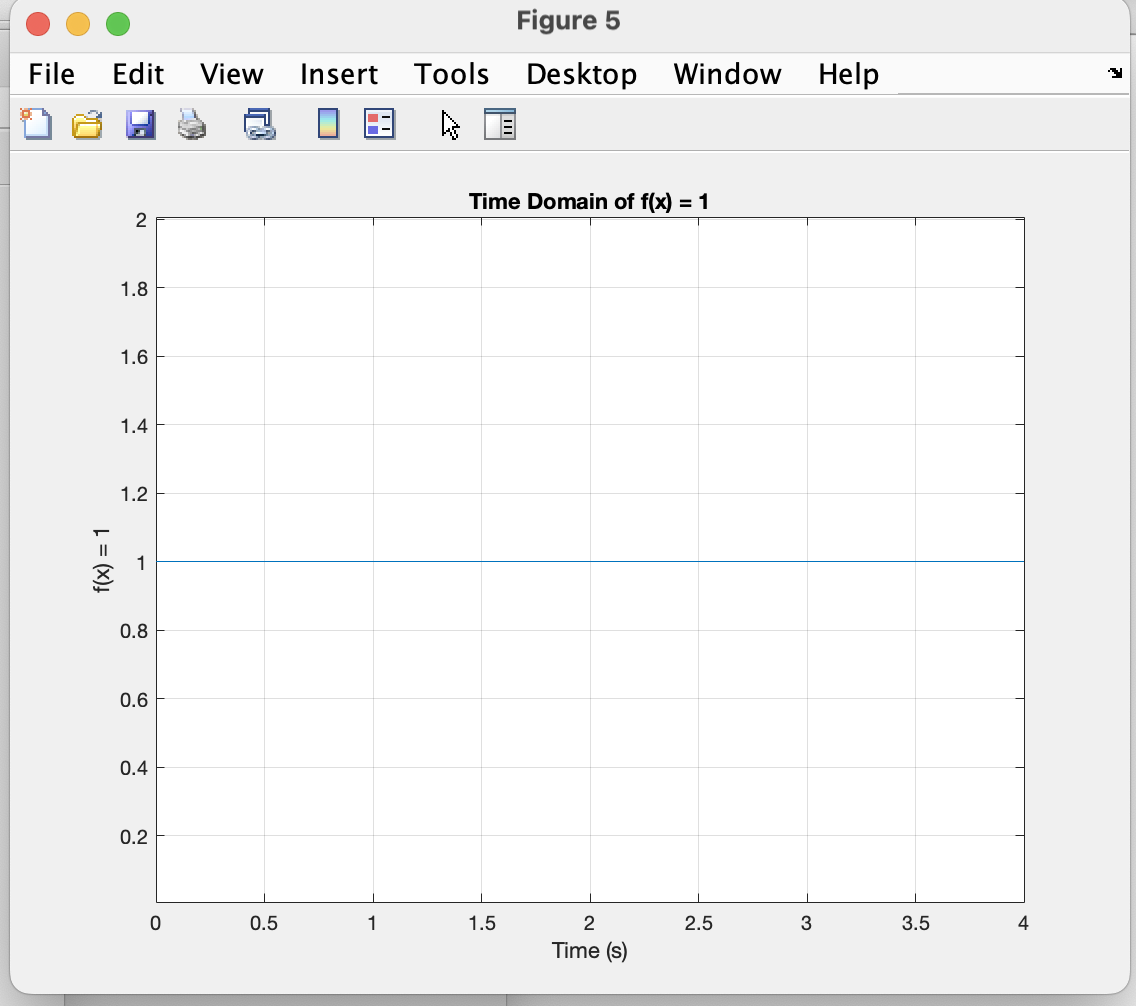 Figure 5
File Edit View Insert Tools Desktop Window Help
Time Domain of f(x) = 1
2
1.8
1.6
1.4
1.2
1
0.8
0.6
0.4
0.2
f(x) = 1
0 0.5 1 1.5 2 2.5 3 3.5 4
Time (s)